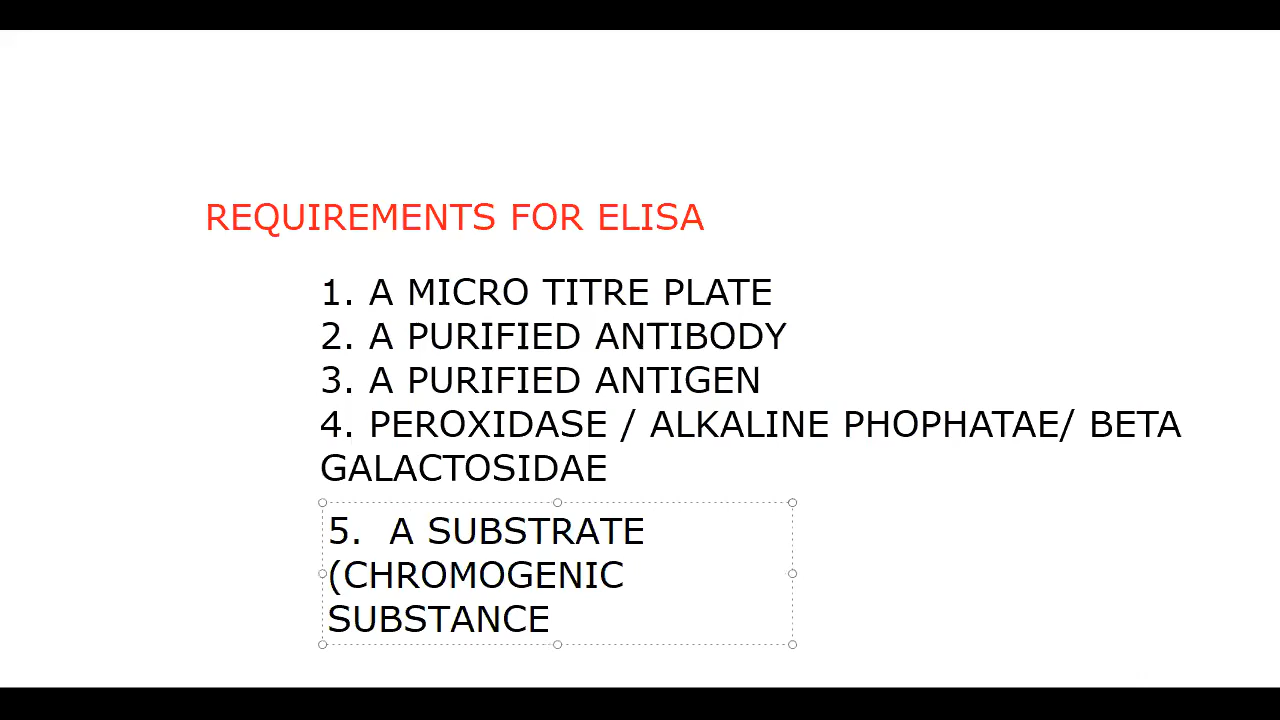 REQUIREMENTS FOR ELISA
1. A MICRO TITRE PLATE
2. A PURIFIED ANTIBODY
3. A PURIFIED ANTIGEN
4. PEROXIDASE / ALKALINE PHOPHATAE/ BETA
GALACTOSIDAE
5. A SUBSTRATE
(CHROMOGENIC
SUBSTANCE